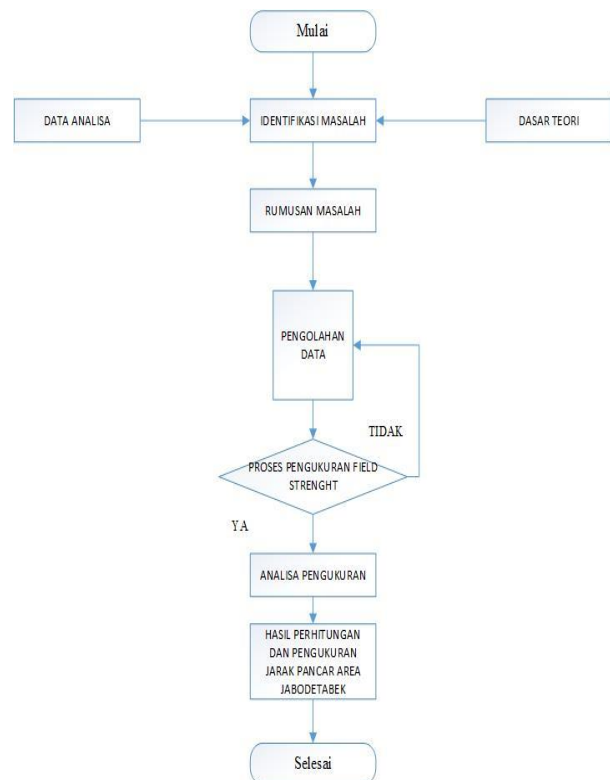 Mulai
DATA ANALISA
IDENTIFIKASI MASALAH
DASAR TEORI
RUMUSAN MASALAH
PENGOLAHAN
DATA
TIDAK
PROSES PENGUKURAN FIELD
STRENGHT
YA
ANALISA PENGUKURAN
HASIL PERHITUNGAN
DAN PENGUKURAN
JARAK PANCAR AREA
JABODETABEK
Selesai